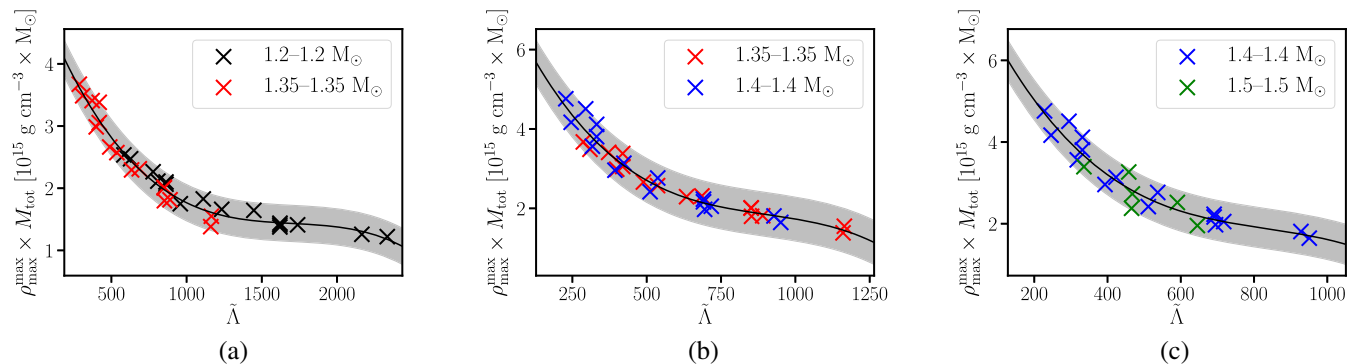 ρ_max^max × M_tot [10^15 g cm^−3 × M_⊙]
4
3
2
1
1.2–1.2 M_⊙
1.35–1.35 M_⊙
500 1000 1500 2000
Λ̃
(a)
ρ_max^max × M_tot [10^15 g cm^−3 × M_⊙]
6
4
2
1.35–1.35 M_⊙
1.4–1.4 M_⊙
250 500 750 1000 1250
Λ̃
(b)
ρ_max^max × M_tot [10^15 g cm^−3 × M_⊙]
6
4
2
1.4–1.4 M_⊙
1.5–1.5 M_⊙
200 400 600 800 1000
Λ̃
(c)